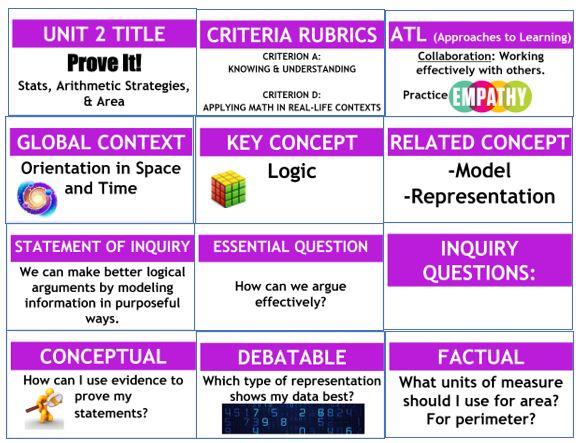 UNIT 2 TITLE
Prove It!
Stats, Arithmetic Strategies,
& Area
CRITERIA RUBRICS
CRITERION A:
KNOWING & UNDERSTANDING
CRITERION D:
APPLYING MATH IN REAL-LIFE CONTEXTS
ATL (Approaches to Learning)
Collaboration: Working
effectively with others.
Practice EMPATHY
GLOBAL CONTEXT
Orientation in Space
and Time
KEY CONCEPT
Logic
RELATED CONCEPT
-Model
-Representation
STATEMENT OF INQUIRY
We can make better logical
arguments by modeling
information in purposeful
ways.
ESSENTIAL QUESTION
How can we argue
effectively?
INQUIRY
QUESTIONS:
CONCEPTUAL
How can I use evidence to
prove my
statements?
DEBATABLE
Which type of representation
shows my data best?
FACTUAL
What units of measure
should I use for area?
For perimeter?